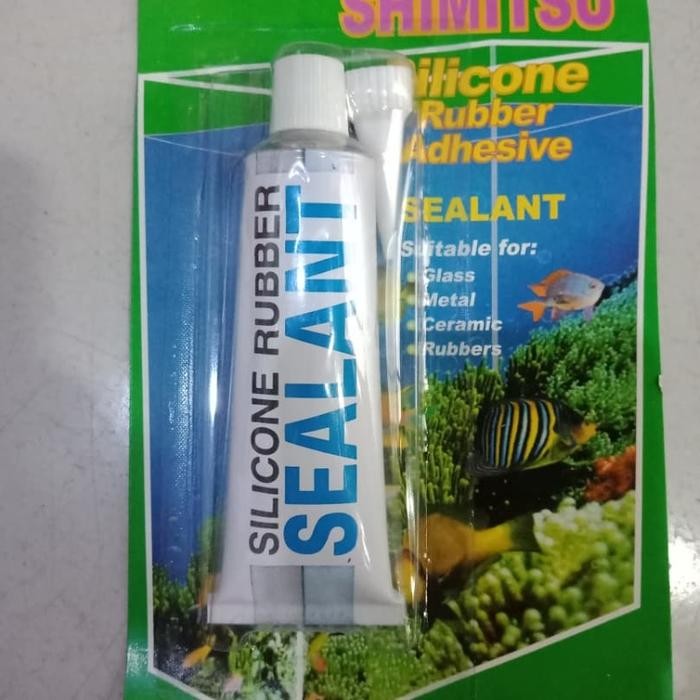 SHIMITSU
Silicone
Rubber
Adhesive
SEALANT
Suitable for:
Glass
Metal
Ceramic
Rubbers
SILICONE RUBBER
SEALANT